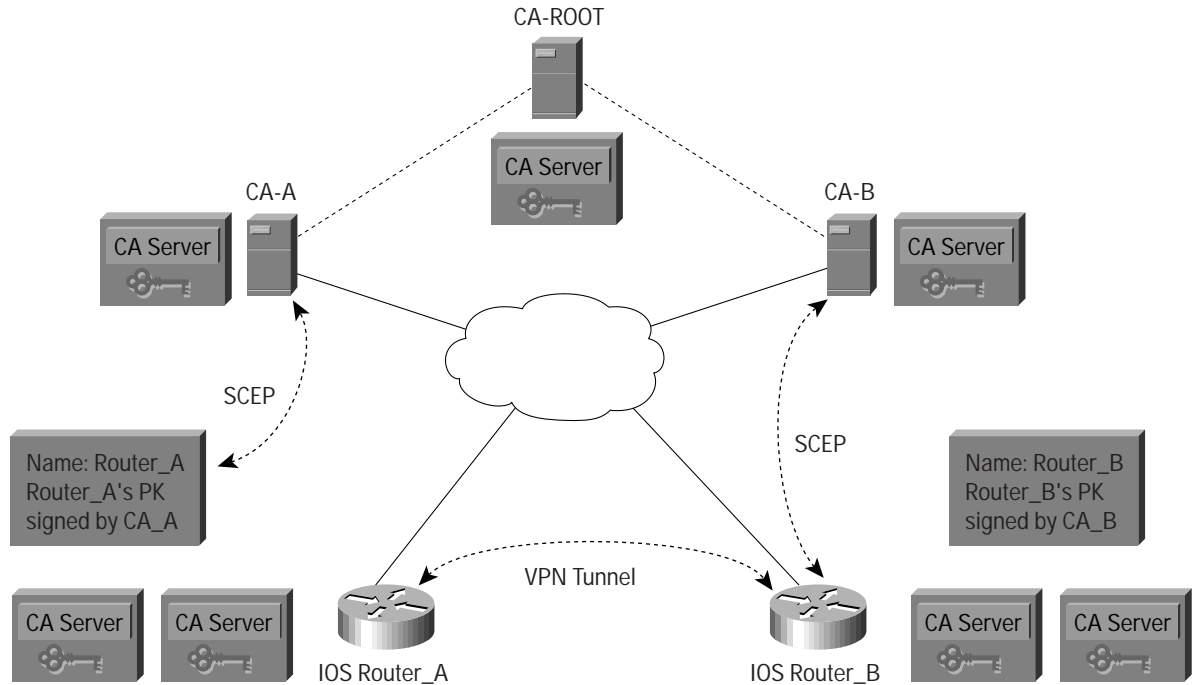 CA-ROOT
CA Server
CA-A
CA-B
CA Server
CA Server
SCEP
SCEP
Name: Router_A
Router_A's PK
signed by CA_A
Name: Router_B
Router_B's PK
signed by CA_B
VPN Tunnel
CA Server
CA Server
CA Server
CA Server
IOS Router_A
IOS Router_B